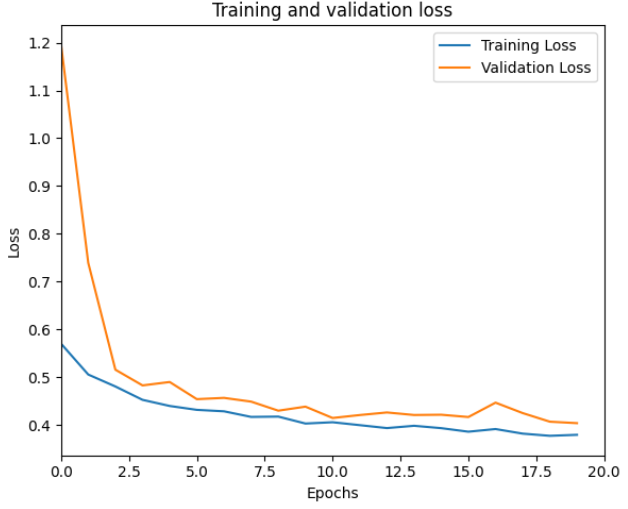 Training and validation loss
Training Loss
Validation Loss
1.2
1.1
1.0
0.9
0.8
0.7
0.6
0.5
0.4
Loss
0.0 2.5 5.0 7.5 10.0 12.5 15.0 17.5 20.0
Epochs